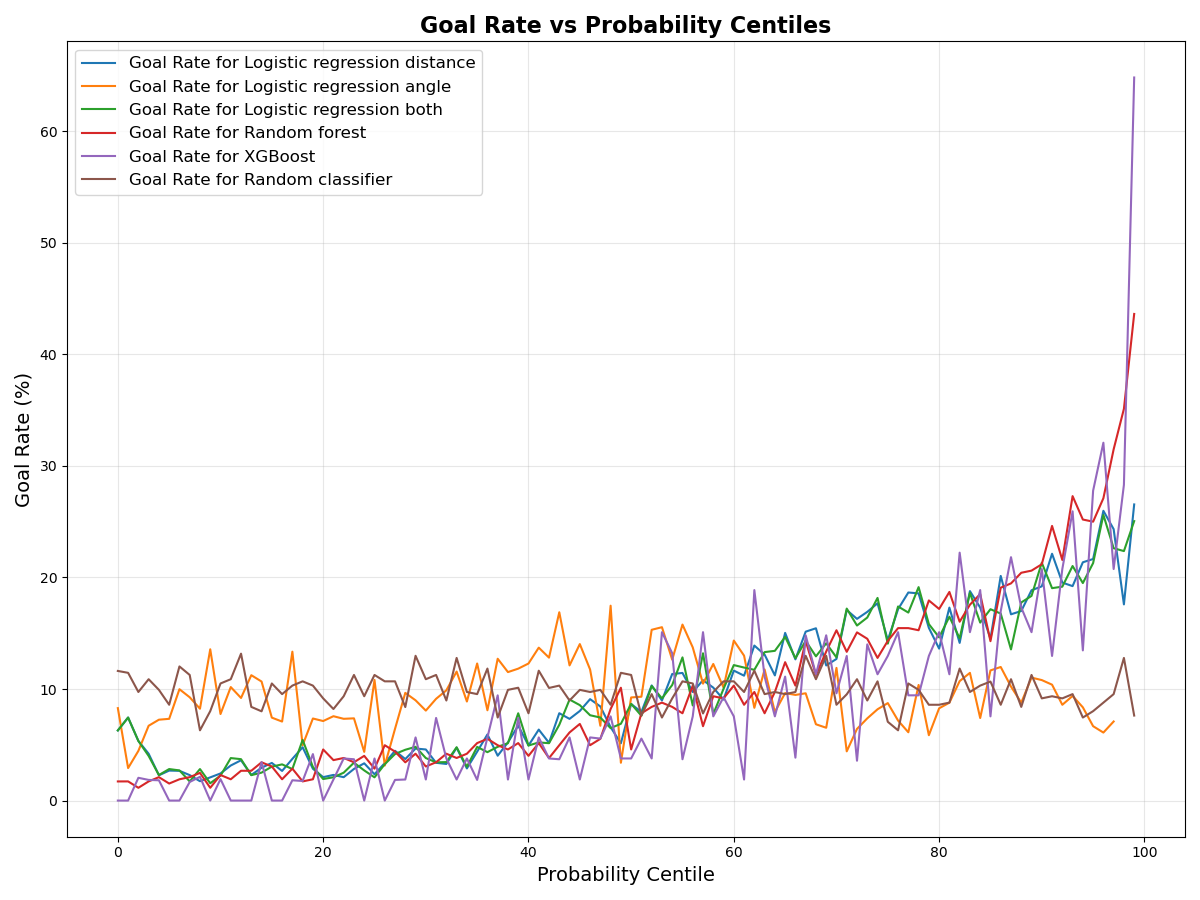 Goal Rate vs Probability Centiles
Goal Rate for Logistic regression distance
Goal Rate for Logistic regression angle
Goal Rate for Logistic regression both
Goal Rate for Random forest
Goal Rate for XGBoost
Goal Rate for Random classifier
Goal Rate (%)
60
50
40
30
20
10
0
0 20 40 60 80 100
Probability Centile